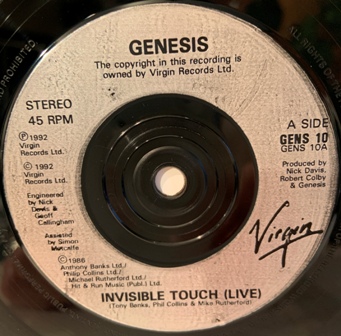 GENESIS
The copyright in this recording is
owned by Virgin Records Ltd.
STEREO
45 RPM
A SIDE
GENS 10
GENS 10A
℗ 1992
Virgin
Records Ltd.
© 1992
Virgin
Records Ltd.
Produced by
Nick Davis,
Robert Colby
& Genesis
Engineered
by Nick
Davis &
Geoff
Callingham
Assisted
by Simon
Metcalfe
Virgin
© 1986
Anthony Banks Ltd./
Philip Collins Ltd./
Michael Rutherford Ltd./
Hit & Run Music (Publ.) Ltd.
INVISIBLE TOUCH (LIVE)
(Tony Banks, Phil Collins & Mike Rutherford)